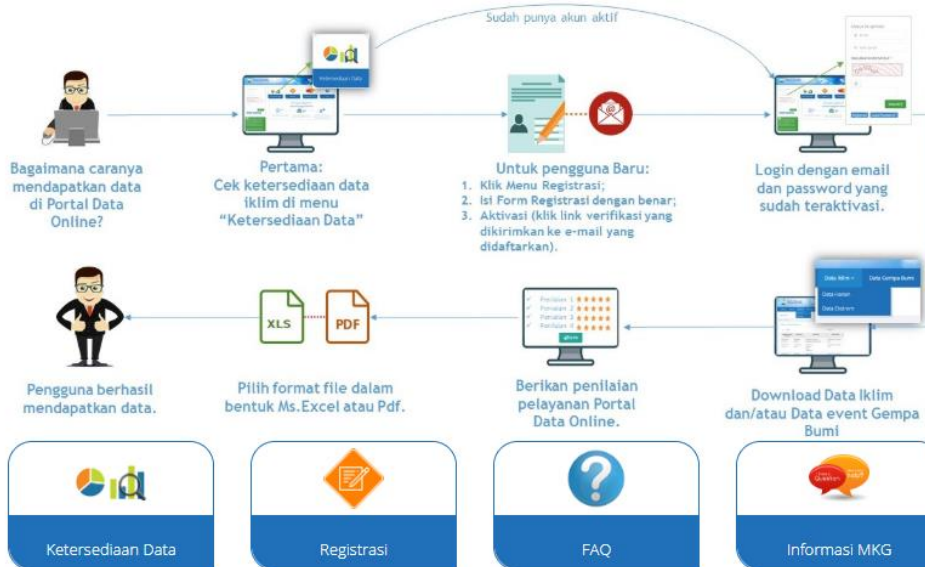 Sudah punya akun aktif
Ketersediaan Data
Bagaimana caranya
mendapatkan data
di Portal Data
Online?
Pertama:
Cek ketersediaan data
iklim di menu
“Ketersediaan Data”
Untuk pengguna Baru:
1. Klik Menu Registrasi;
2. Isi Form Registrasi dengan benar;
3. Aktivasi (klik link verifikasi yang
dikirimkan ke e-mail yang
didaftarkan).
Login dengan email
dan password yang
sudah teraktivasi.
Data Iklim
Data Gempa Bumi
Data Harian
Data Ekstrem
Download Data Iklim
dan/atau Data event Gempa
Bumi
Penilaian 1
Penilaian 2
Penilaian 3
Penilaian 4
Berikan penilaian
pelayanan Portal
Data Online.
XLS
PDF
Pilih format file dalam
bentuk Ms.Excel atau Pdf.
Pengguna berhasil
mendapatkan data.
Ketersediaan Data
Registrasi
FAQ
Question
Informasi MKG